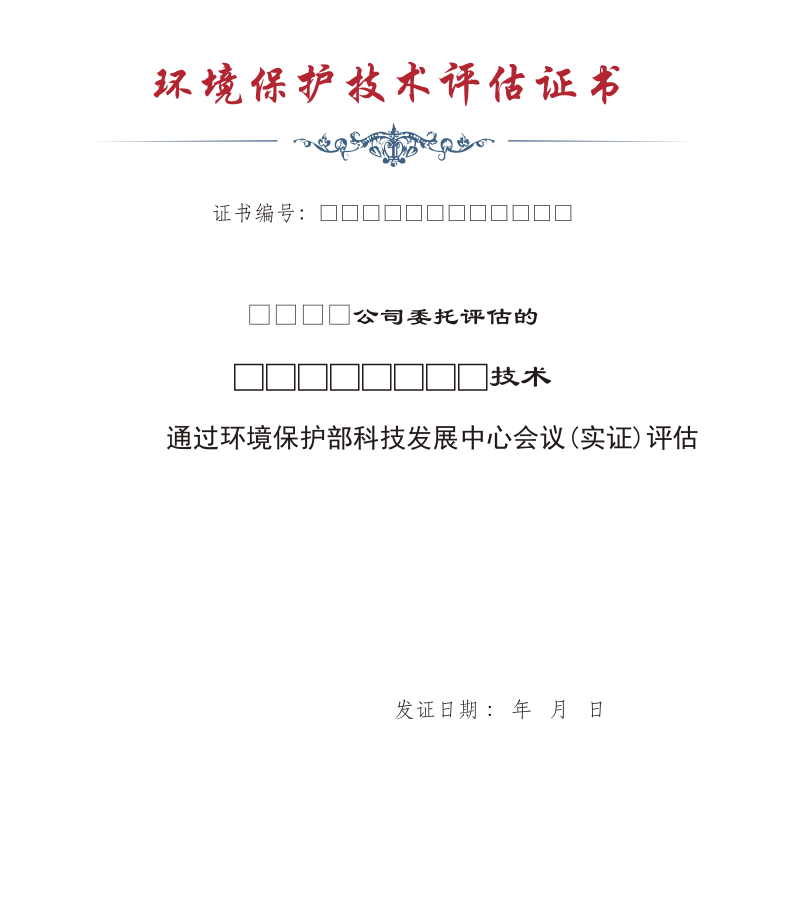 环境保护技术评估证书
证书编号：□□□□□□□□□□□□
□□□□公司委托评估的
□□□□□□□□技术
通过环境保护部科技发展中心会议(实证)评估
发证日期： 年 月 日